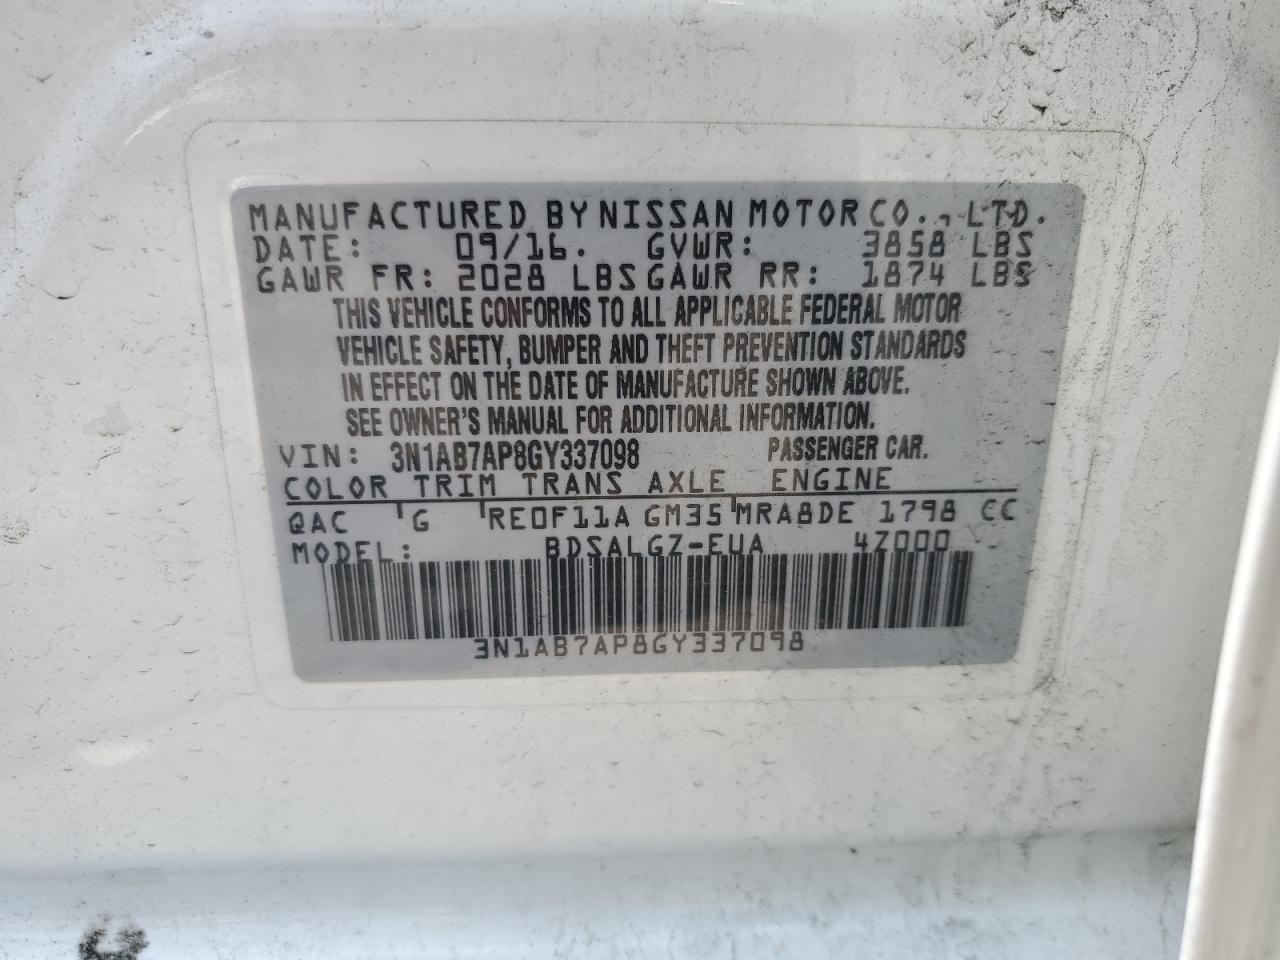 MANUFACTURED BY NISSAN MOTOR CO., LTD.
DATE: 09/16. GVWR: 3858 LBS
GAWR FR: 2028 LBS GAWR RR: 1874 LBS
THIS VEHICLE CONFORMS TO ALL APPLICABLE FEDERAL MOTOR
VEHICLE SAFETY, BUMPER AND THEFT PREVENTION STANDARDS
IN EFFECT ON THE DATE OF MANUFACTURE SHOWN ABOVE.
SEE OWNER'S MANUAL FOR ADDITIONAL INFORMATION.
VIN: 3N1AB7AP8GY337098 PASSENGER CAR.
COLOR TRIM TRANS AXLE ENGINE
QAC G RE0F11A GM35 MRA8DE 1798 CC
MODEL: BDSALGZ-EUA 4Z000
3N1AB7AP8GY337098